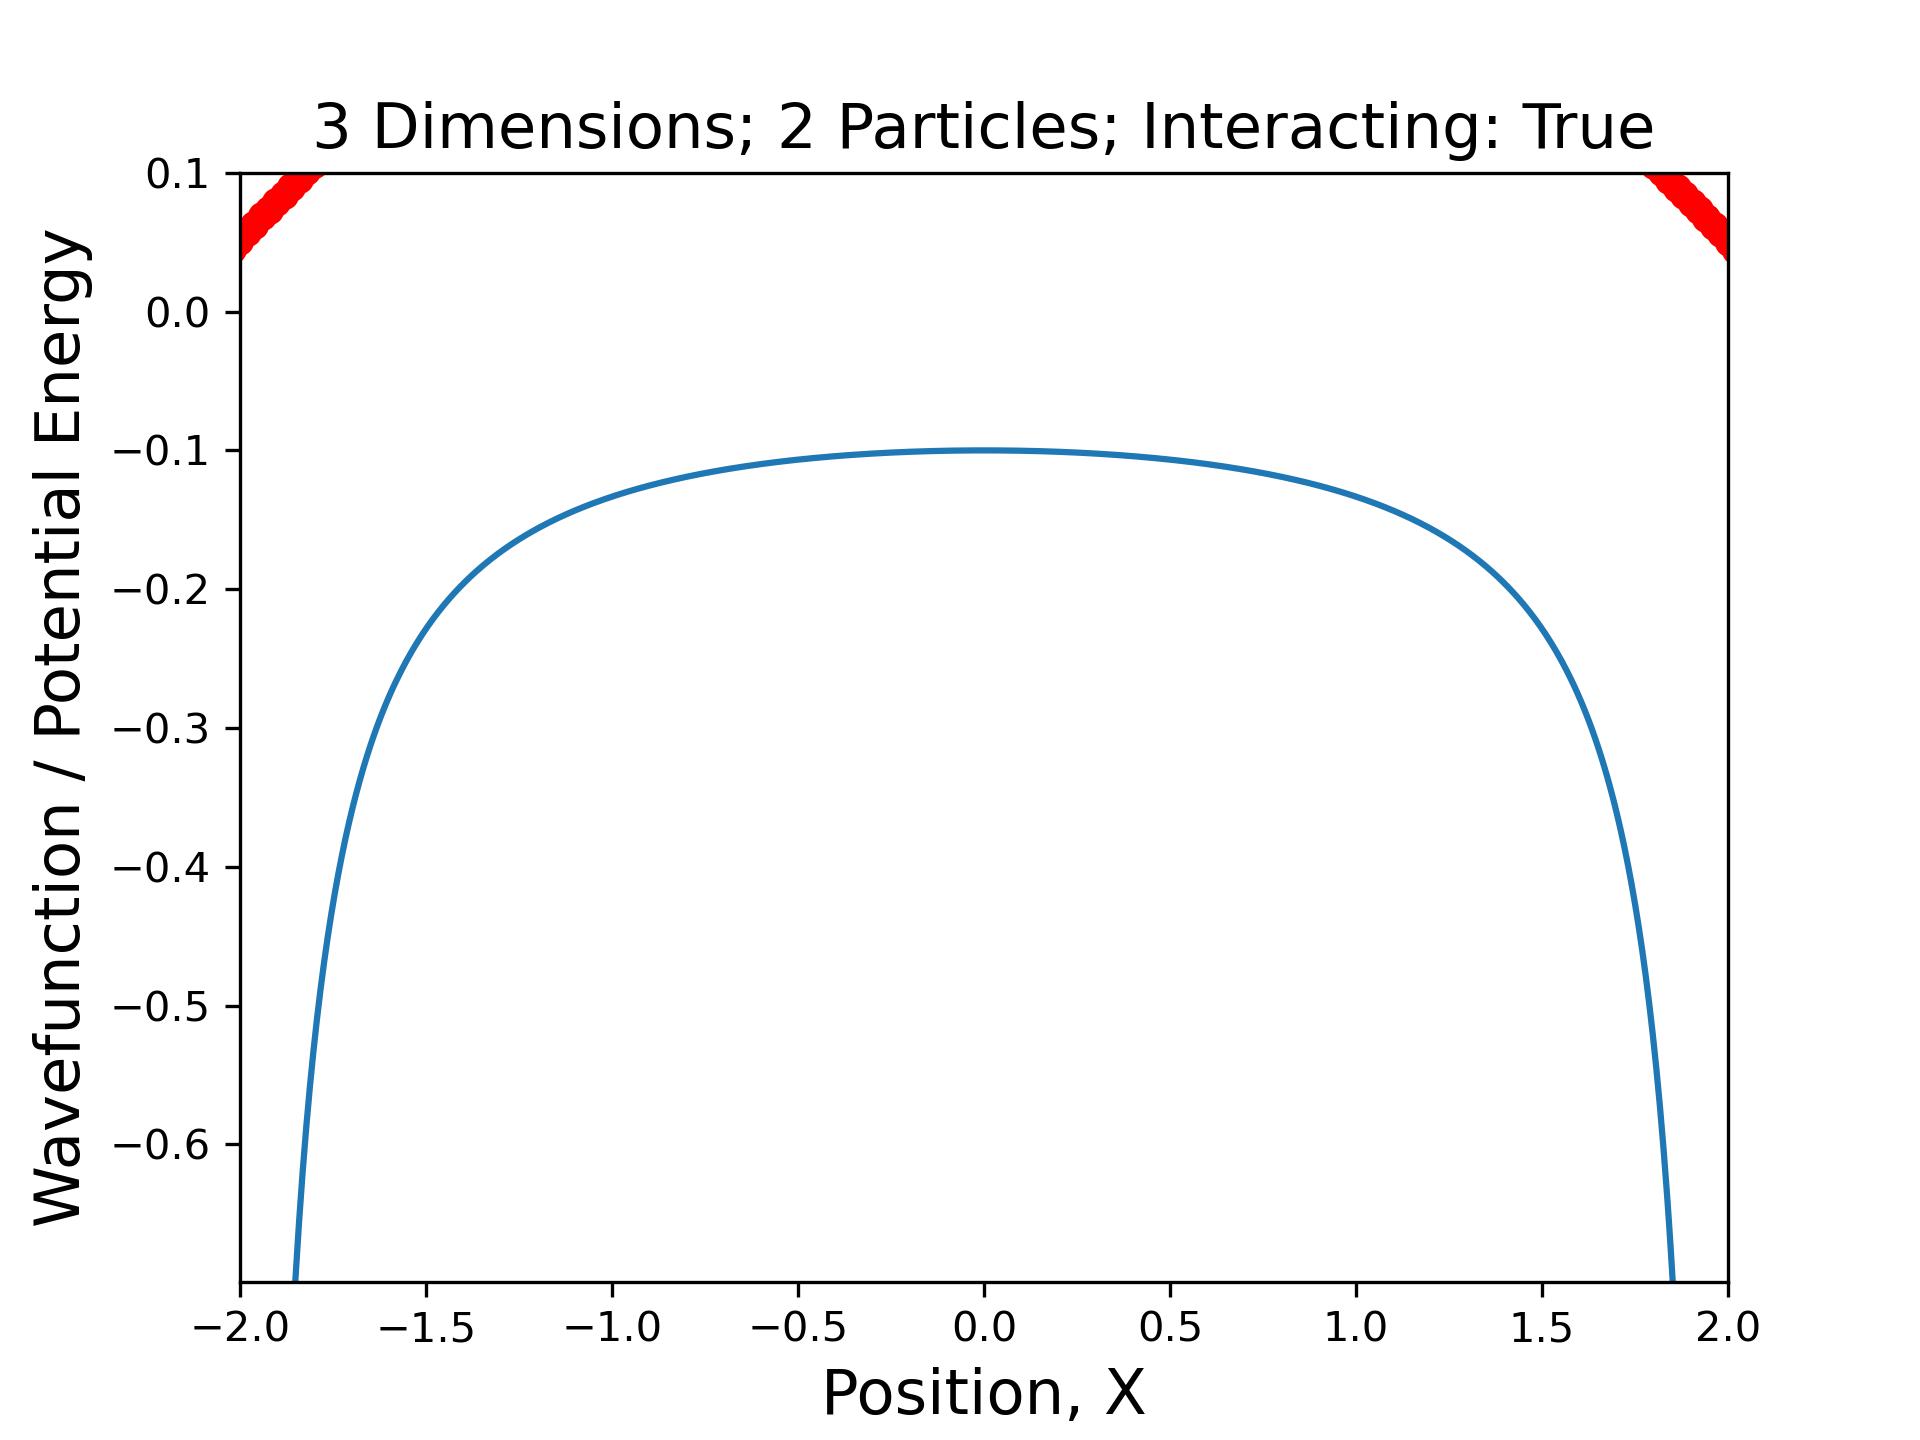 3 Dimensions; 2 Particles; Interacting: True
Wavefunction / Potential Energy
0.1
0.0
−0.1
−0.2
−0.3
−0.4
−0.5
−0.6
−2.0 −1.5 −1.0 −0.5 0.0 0.5 1.0 1.5 2.0
Position, X